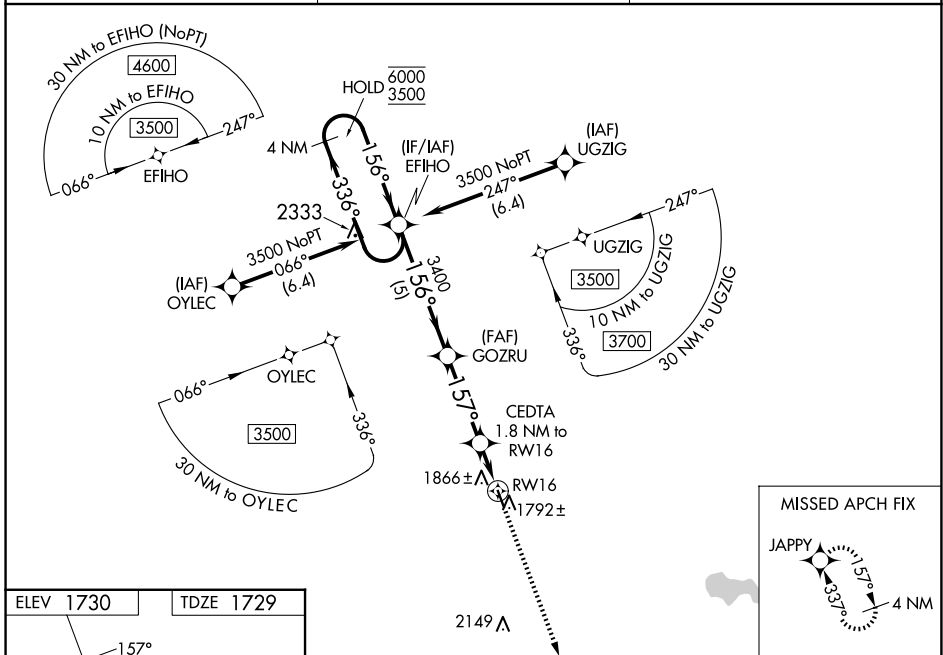 30 NM to EFIHO (NoPT)
4600
10 NM to EFIHO
3500
066°
247°
EFIHO
HOLD
6000
3500
4 NM
156°
336°
(IF/IAF)
EFIHO
(IAF)
UGZIG
3500 NoPT
247°
(6.4)
2333
3500 NoPT
066°
(6.4)
(IAF)
OYLEC
3400
156°
(5)
247°
UGZIG
3500
10 NM to UGZIG
3700
30 NM to UGZIG
336°
(FAF)
GOZRU
066°
OYLEC
336°
3500
30 NM to OYLEC
157°
CEDTA
1.8 NM to
RW16
1866±
RW16
1792±
2149
MISSED APCH FIX
JAPPY
157°
337°
4 NM
ELEV 1730
TDZE 1729
157°